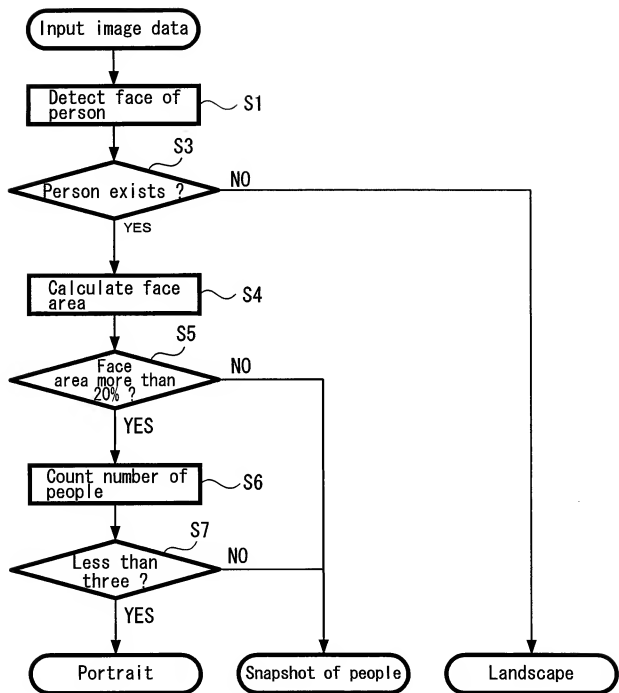 Input image data
Detect face of
person
S1
S3
Person exists ?
NO
YES
Calculate face
area
S4
S5
Face
area more than
20% ?
NO
YES
Count number of
people
S6
S7
Less than
three ?
NO
YES
Portrait
Snapshot of people
Landscape